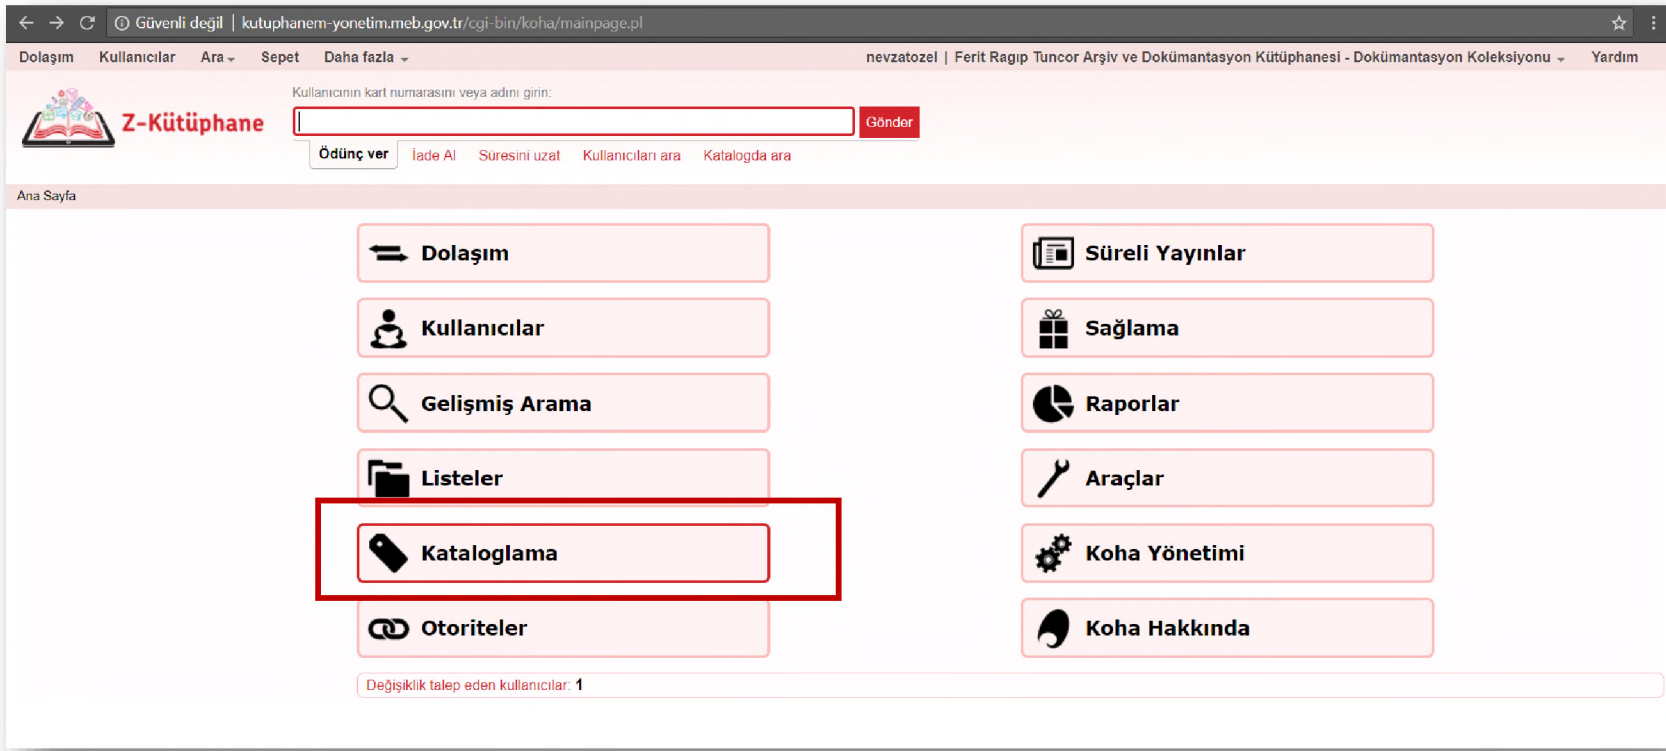 Güvenli değil | kutuphanem-yonetim.meb.gov.tr/cgi-bin/koha/mainpage.pl
Dolaşım Kullanıcılar Ara Sepet Daha fazla nevzatozel | Ferit Ragıp Tuncor Arşiv ve Dokümantasyon Kütüphanesi - Dokümantasyon Koleksiyonu Yardım
Kullanıcının kart numarasını veya adını girin:
Z-Kütüphane
Gönder
Ödünç ver İade Al Süresini uzat Kullanıcıları ara Katalogda ara
Ana Sayfa
Dolaşım
Süreli Yayınlar
Kullanıcılar
Sağlama
Gelişmiş Arama
Raporlar
Listeler
Araçlar
Kataloglama
Koha Yönetimi
Otoriteler
Koha Hakkında
Değişiklik talep eden kullanıcılar: 1